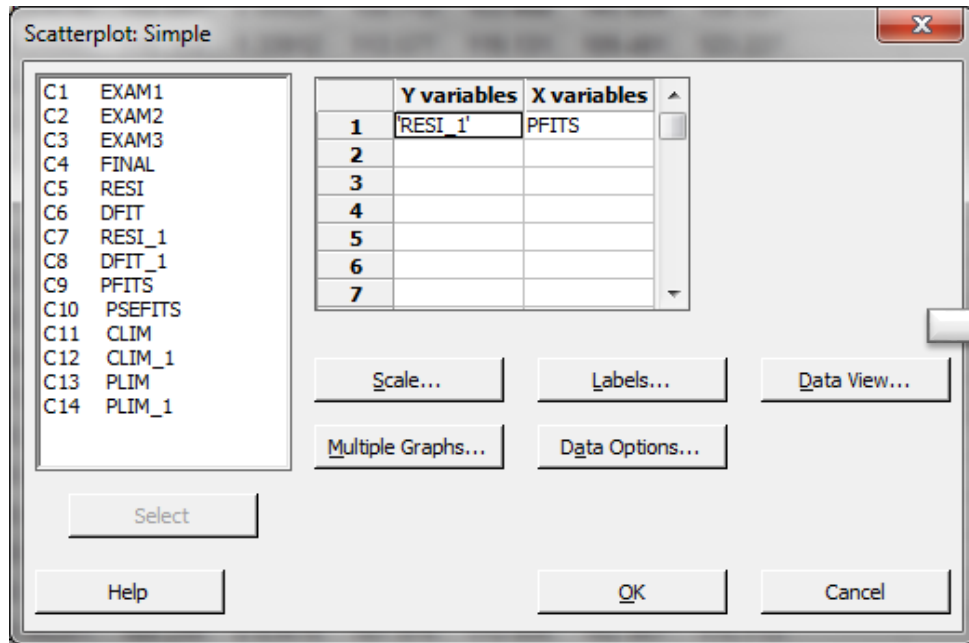 Scatterplot: Simple
C1 EXAM1
C2 EXAM2
C3 EXAM3
C4 FINAL
C5 RESI
C6 DFIT
C7 RESI_1
C8 DFIT_1
C9 PFITS
C10 PSEFITS
C11 CLIM
C12 CLIM_1
C13 PLIM
C14 PLIM_1
Y variables X variables
1 'RESI_1' PFITS
2
3
4
5
6
7
Scale... Labels... Data View...
Multiple Graphs... Data Options...
Select
Help OK Cancel